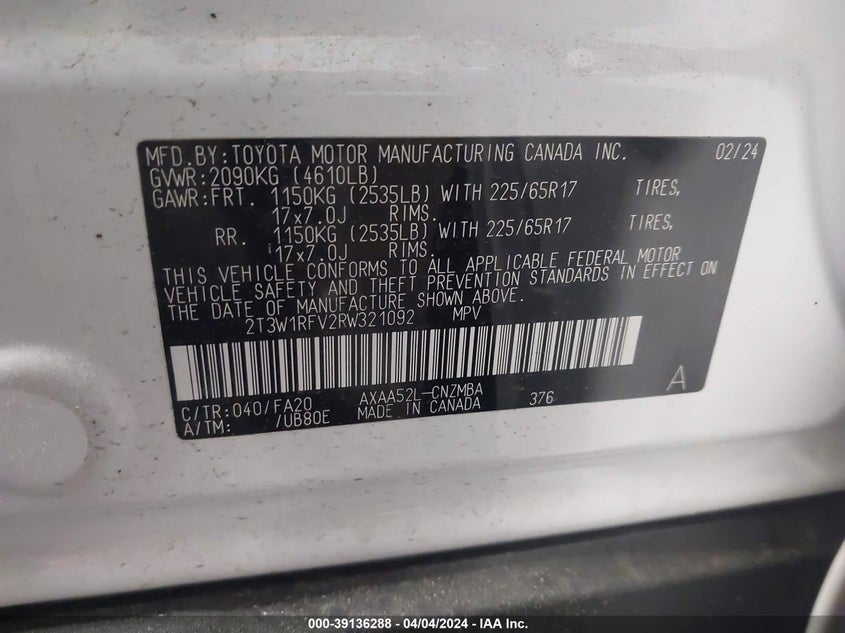 MFD.BY:TOYOTA MOTOR MANUFACTURING CANADA INC. 02/24
GVWR:2090KG (4610LB)
GAWR:FRT. 1150KG (2535LB) WITH 225/65R17 TIRES,
17x7.0J RIMS.
RR. 1150KG (2535LB) WITH 225/65R17 TIRES,
17x7.0J RIMS.
THIS VEHICLE CONFORMS TO ALL APPLICABLE FEDERAL MOTOR
VEHICLE SAFETY AND THEFT PREVENTION STANDARDS IN EFFECT ON
THE DATE OF MANUFACTURE SHOWN ABOVE.
2T3W1RFV2RW321092 MPV
C/TR:040/FA20 AXAA52L-CNZMBA 376 A
A/TM: /UB80E MADE IN CANADA
000-39136288 - 04/04/2024 - IAA Inc.